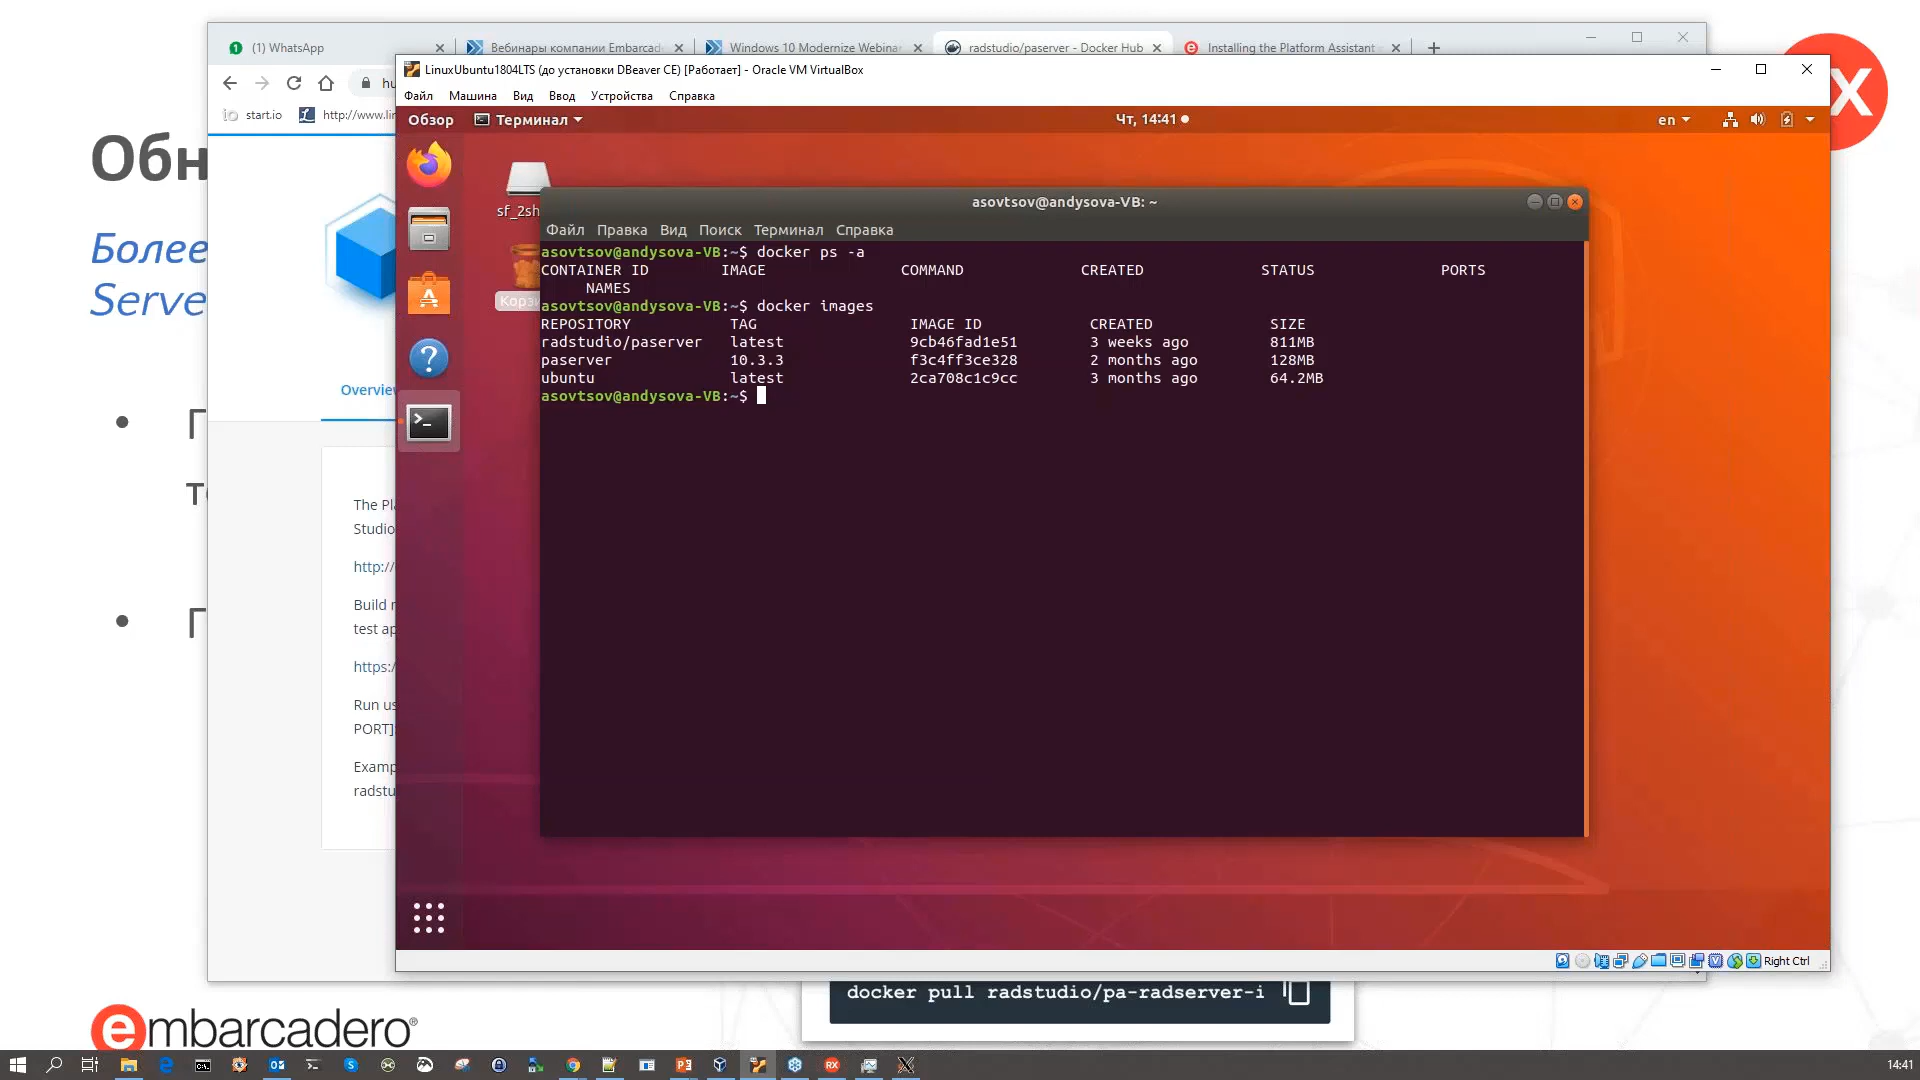 (1) WhatsApp
Вебинары компании Embarcade
Windows 10 Modernize Webinar
radstudio/paserver - Docker Hub
Installing the Platform Assistant
LinuxUbuntu1804LTS (до установки DBeaver CE) [Работает] - Oracle VM VirtualBox
Файл Машина Вид Ввод Устройства Справка
start.io
http://www.li
Обзор
Терминал
Чт, 14:41
en
Обн
Более
Serve
sf_2sh
Корзи
asovtsov@andysova-VB: ~
Файл Правка Вид Поиск Терминал Справка
asovtsov@andysova-VB:~$ docker ps -a
CONTAINER ID IMAGE COMMAND CREATED STATUS PORTS
NAMES
asovtsov@andysova-VB:~$ docker images
REPOSITORY TAG IMAGE ID CREATED SIZE
radstudio/paserver latest 9cb46fad1e51 3 weeks ago 811MB
paserver 10.3.3 f3c4ff3ce328 2 months ago 128MB
ubuntu latest 2ca708c1c9cc 3 months ago 64.2MB
asovtsov@andysova-VB:~$
Overvie
The Pl
Studio
http://
Build
test ap
https:/
Run us
PORT]
Examp
radstu
Right Ctrl
docker pull radstudio/pa-radserver-i
embarcadero®
14:41